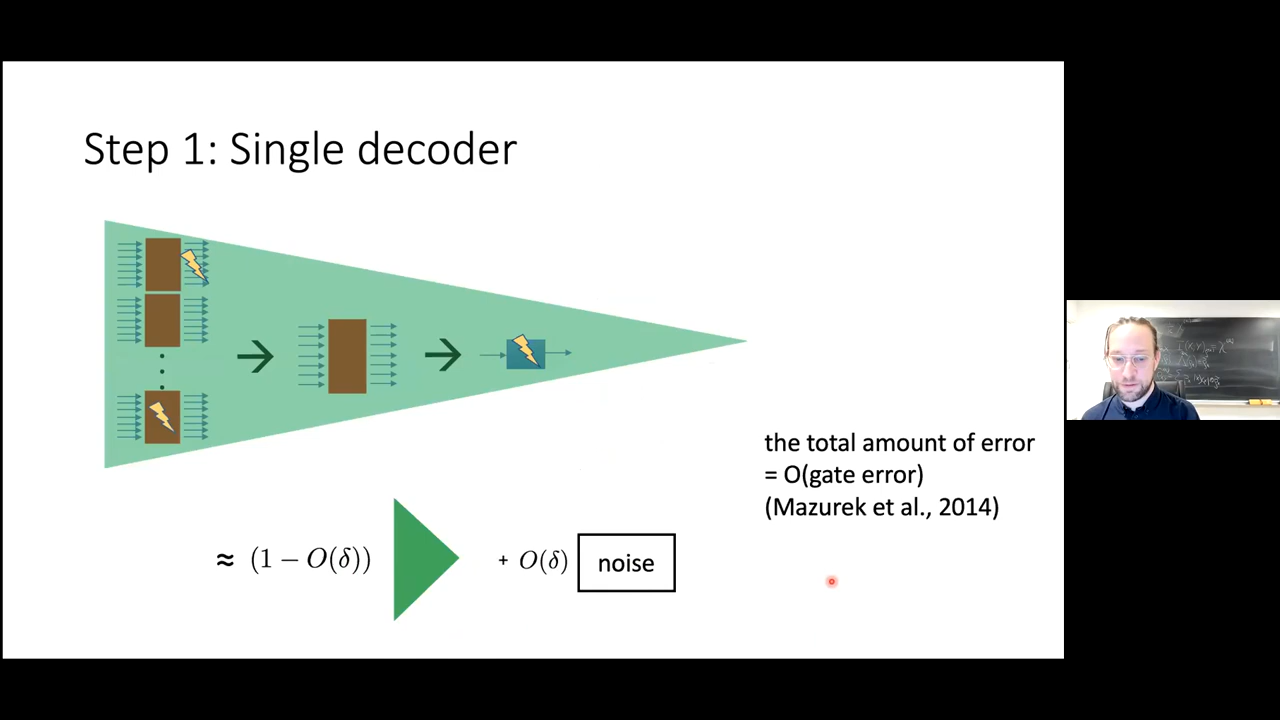 Step 1: Single decoder
the total amount of error
= O(gate error)
(Mazurek et al., 2014)
≈ (1 − O(δ)) + O(δ) noise